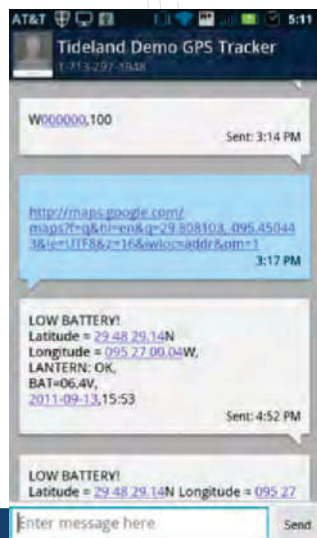 AT&T 5:11
Tideland Demo GPS Tracker
1-713-297-4948
W000000,100
Sent: 3:14 PM
http://maps.google.com/
maps?f=q&hl=en&q=29.808103,-095.45044
3&ie=UTF8&z=16&iwloc=addr&om=1
3:17 PM
LOW BATTERY!
Latitude = 29 48 29.14N
Longitude = 095 27 00.04W,
LANTERN: OK,
BAT=06.4V,
2011-09-13,15:53
Sent: 4:52 PM
LOW BATTERY!
Latitude = 29 48 29.14N Longitude = 095 27
Enter message here Send